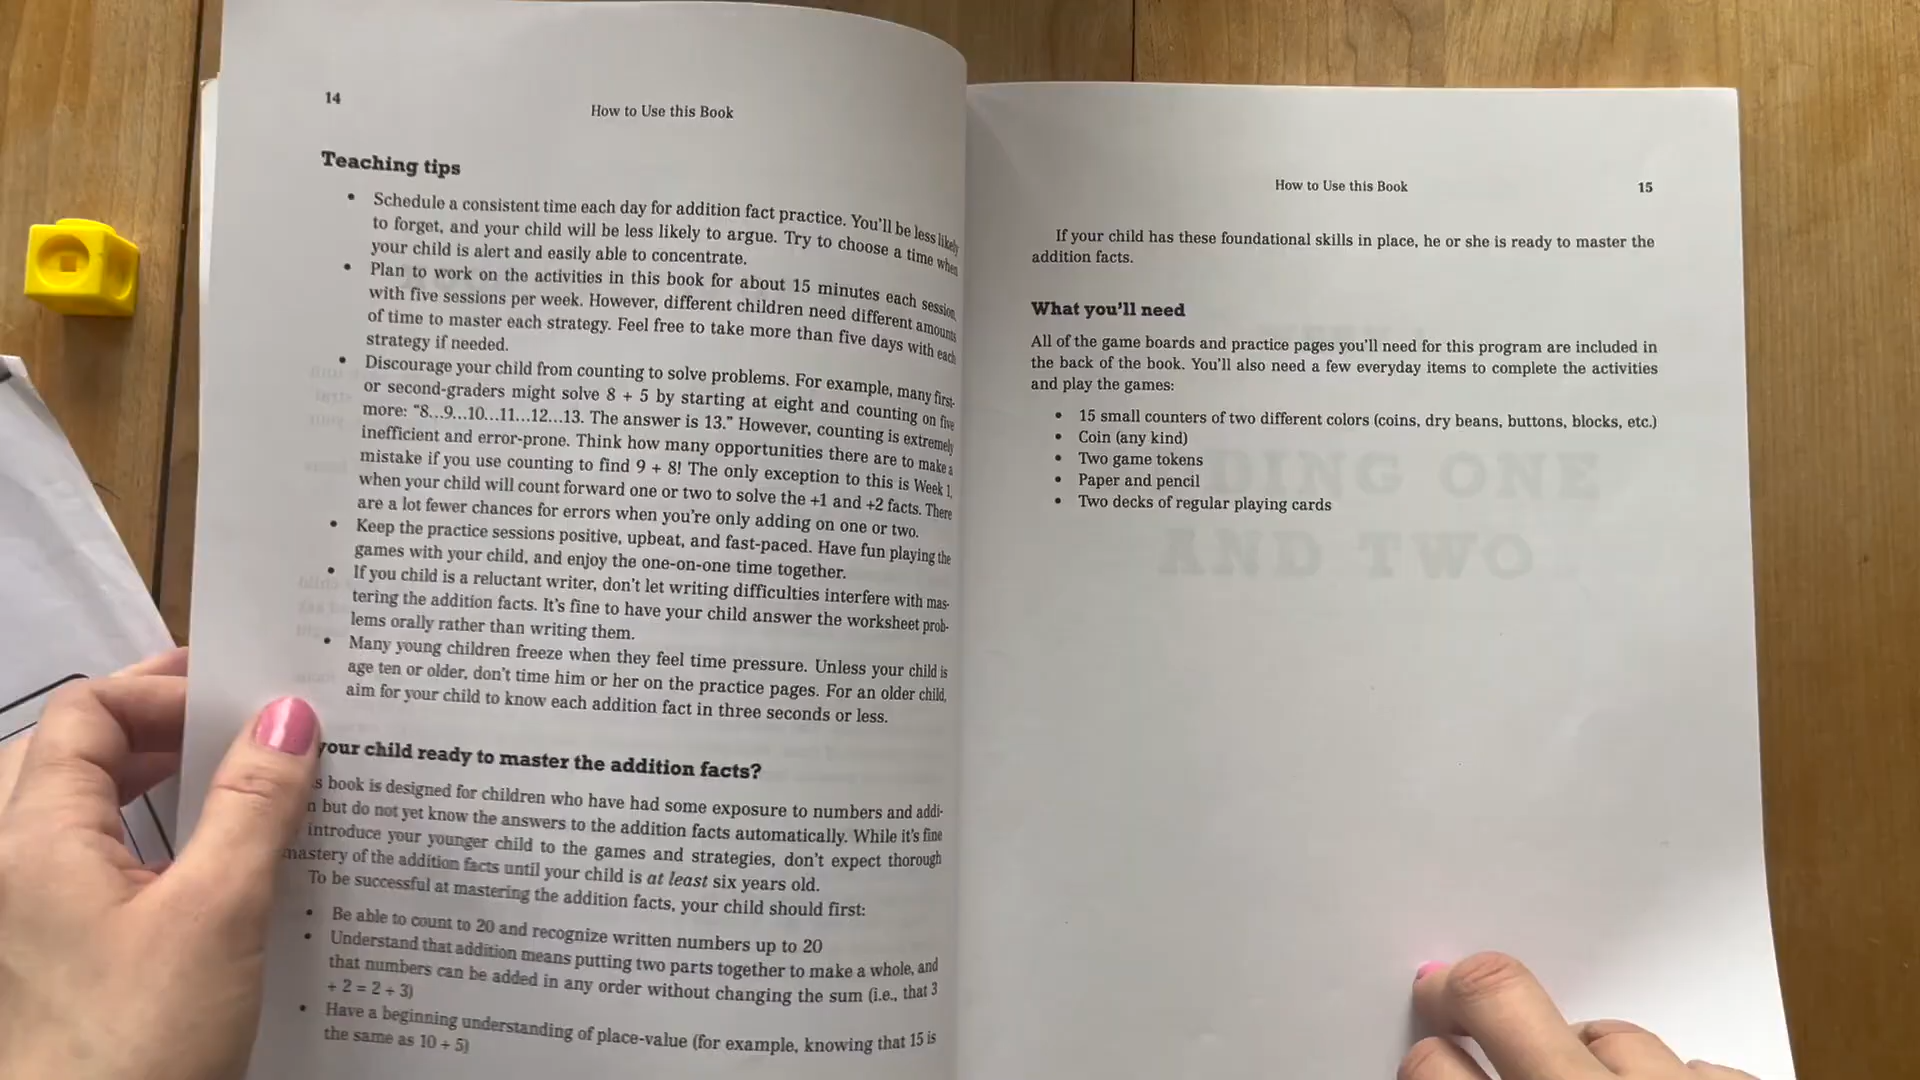 14
How to Use this Book
Teaching tips
• Schedule a consistent time each day for addition fact practice. You'll be less likely
to forget, and your child will be less likely to argue. Try to choose a time when
your child is alert and easily able to concentrate.
• Plan to work on the activities in this book for about 15 minutes each session,
with five sessions per week. However, different children need different amounts
of time to master each strategy. Feel free to take more than five days with each
strategy if needed.
• Discourage your child from counting to solve problems. For example, many first-
or second-graders might solve 8 + 5 by starting at eight and counting on five
more: "8...9...10...11...12...13. The answer is 13." However, counting is extremely
inefficient and error-prone. Think how many opportunities there are to make a
mistake if you use counting to find 9 + 8! The only exception to this is Week 1,
when your child will count forward one or two to solve the +1 and +2 facts. There
are a lot fewer chances for errors when you're only adding on one or two.
• Keep the practice sessions positive, upbeat, and fast-paced. Have fun playing the
games with your child, and enjoy the one-on-one time together.
• If you child is a reluctant writer, don't let writing difficulties interfere with mas-
tering the addition facts. It's fine to have your child answer the worksheet prob-
lems orally rather than writing them.
• Many young children freeze when they feel time pressure. Unless your child is
age ten or older, don't time him or her on the practice pages. For an older child,
aim for your child to know each addition fact in three seconds or less.
your child ready to master the addition facts?
s book is designed for children who have had some exposure to numbers and addi-
n but do not yet know the answers to the addition facts automatically. While it's fine
introduce your younger child to the games and strategies, don't expect thorough
mastery of the addition facts until your child is at least six years old.
To be successful at mastering the addition facts, your child should first:
• Be able to count to 20 and recognize written numbers up to 20
• Understand that addition means putting two parts together to make a whole, and
that numbers can be added in any order without changing the sum (i.e., that 3
+ 2 = 2 + 3)
• Have a beginning understanding of place-value (for example, knowing that 15 is
the same as 10 + 5)
How to Use this Book
15
If your child has these foundational skills in place, he or she is ready to master the
addition facts.
What you'll need
All of the game boards and practice pages you'll need for this program are included in
the back of the book. You'll also need a few everyday items to complete the activities
and play the games:
• 15 small counters of two different colors (coins, dry beans, buttons, blocks, etc.)
• Coin (any kind)
• Two game tokens
• Paper and pencil
• Two decks of regular playing cards
DING ONE
AND TWO